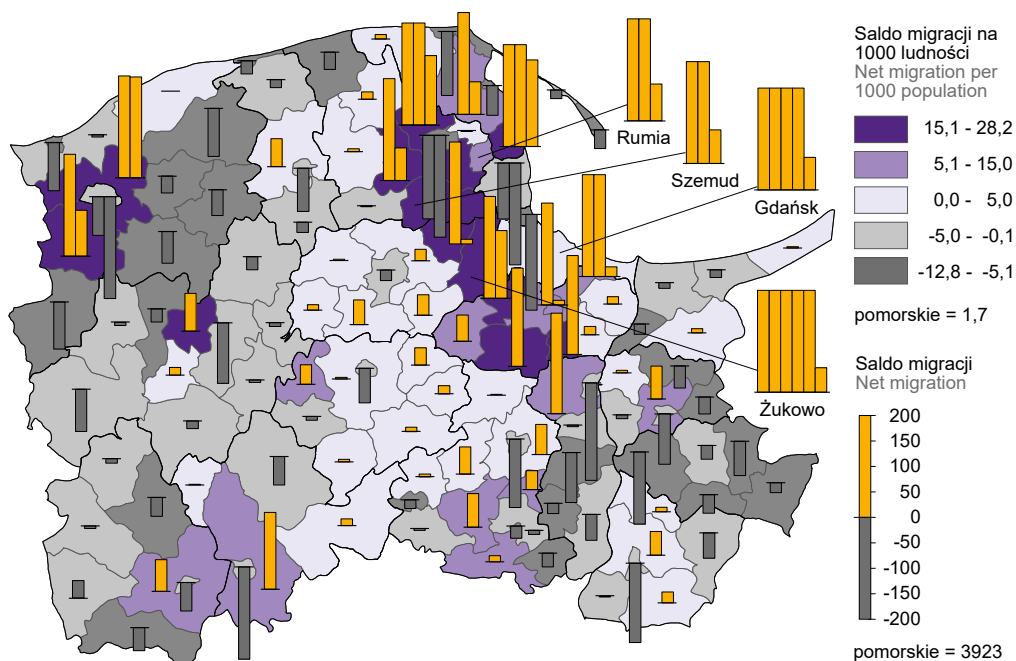 Saldo migracji na
1000 ludności
Net migration per
1000 population
15,1 - 28,2
5,1 - 15,0
0,0 - 5,0
-5,0 - -0,1
-12,8 - -5,1
pomorskie = 1,7
Saldo migracji
Net migration
200
150
100
50
0
-50
-100
-150
-200
pomorskie = 3923
Rumia
Szemud
Gdańsk
Żukowo